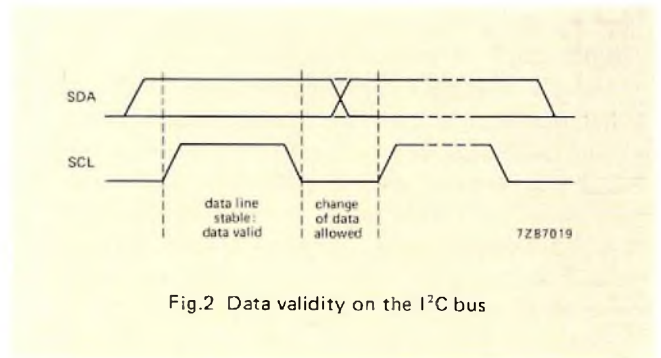 SDA
SCL
data line
stable:
data valid
change
of data
allowed
7Z87019
Fig.2 Data validity on the I²C bus